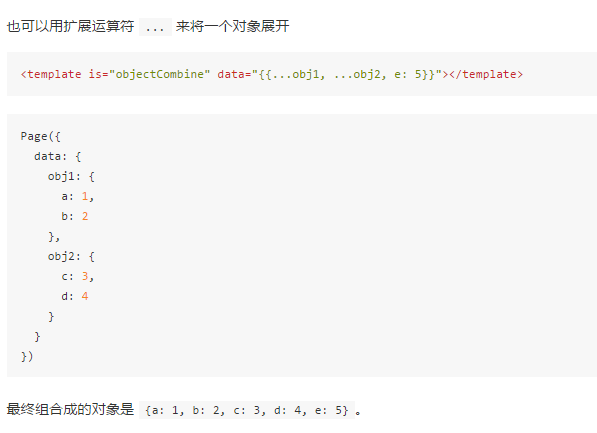 也可以用扩展运算符 ... 来将一个对象展开
<template is="objectCombine" data="{{...obj1, ...obj2, e: 5}}"></template>
Page({
  data: {
    obj1: {
      a: 1,
      b: 2
    },
    obj2: {
      c: 3,
      d: 4
    }
  }
})
最终组合成的对象是 {a: 1, b: 2, c: 3, d: 4, e: 5}。